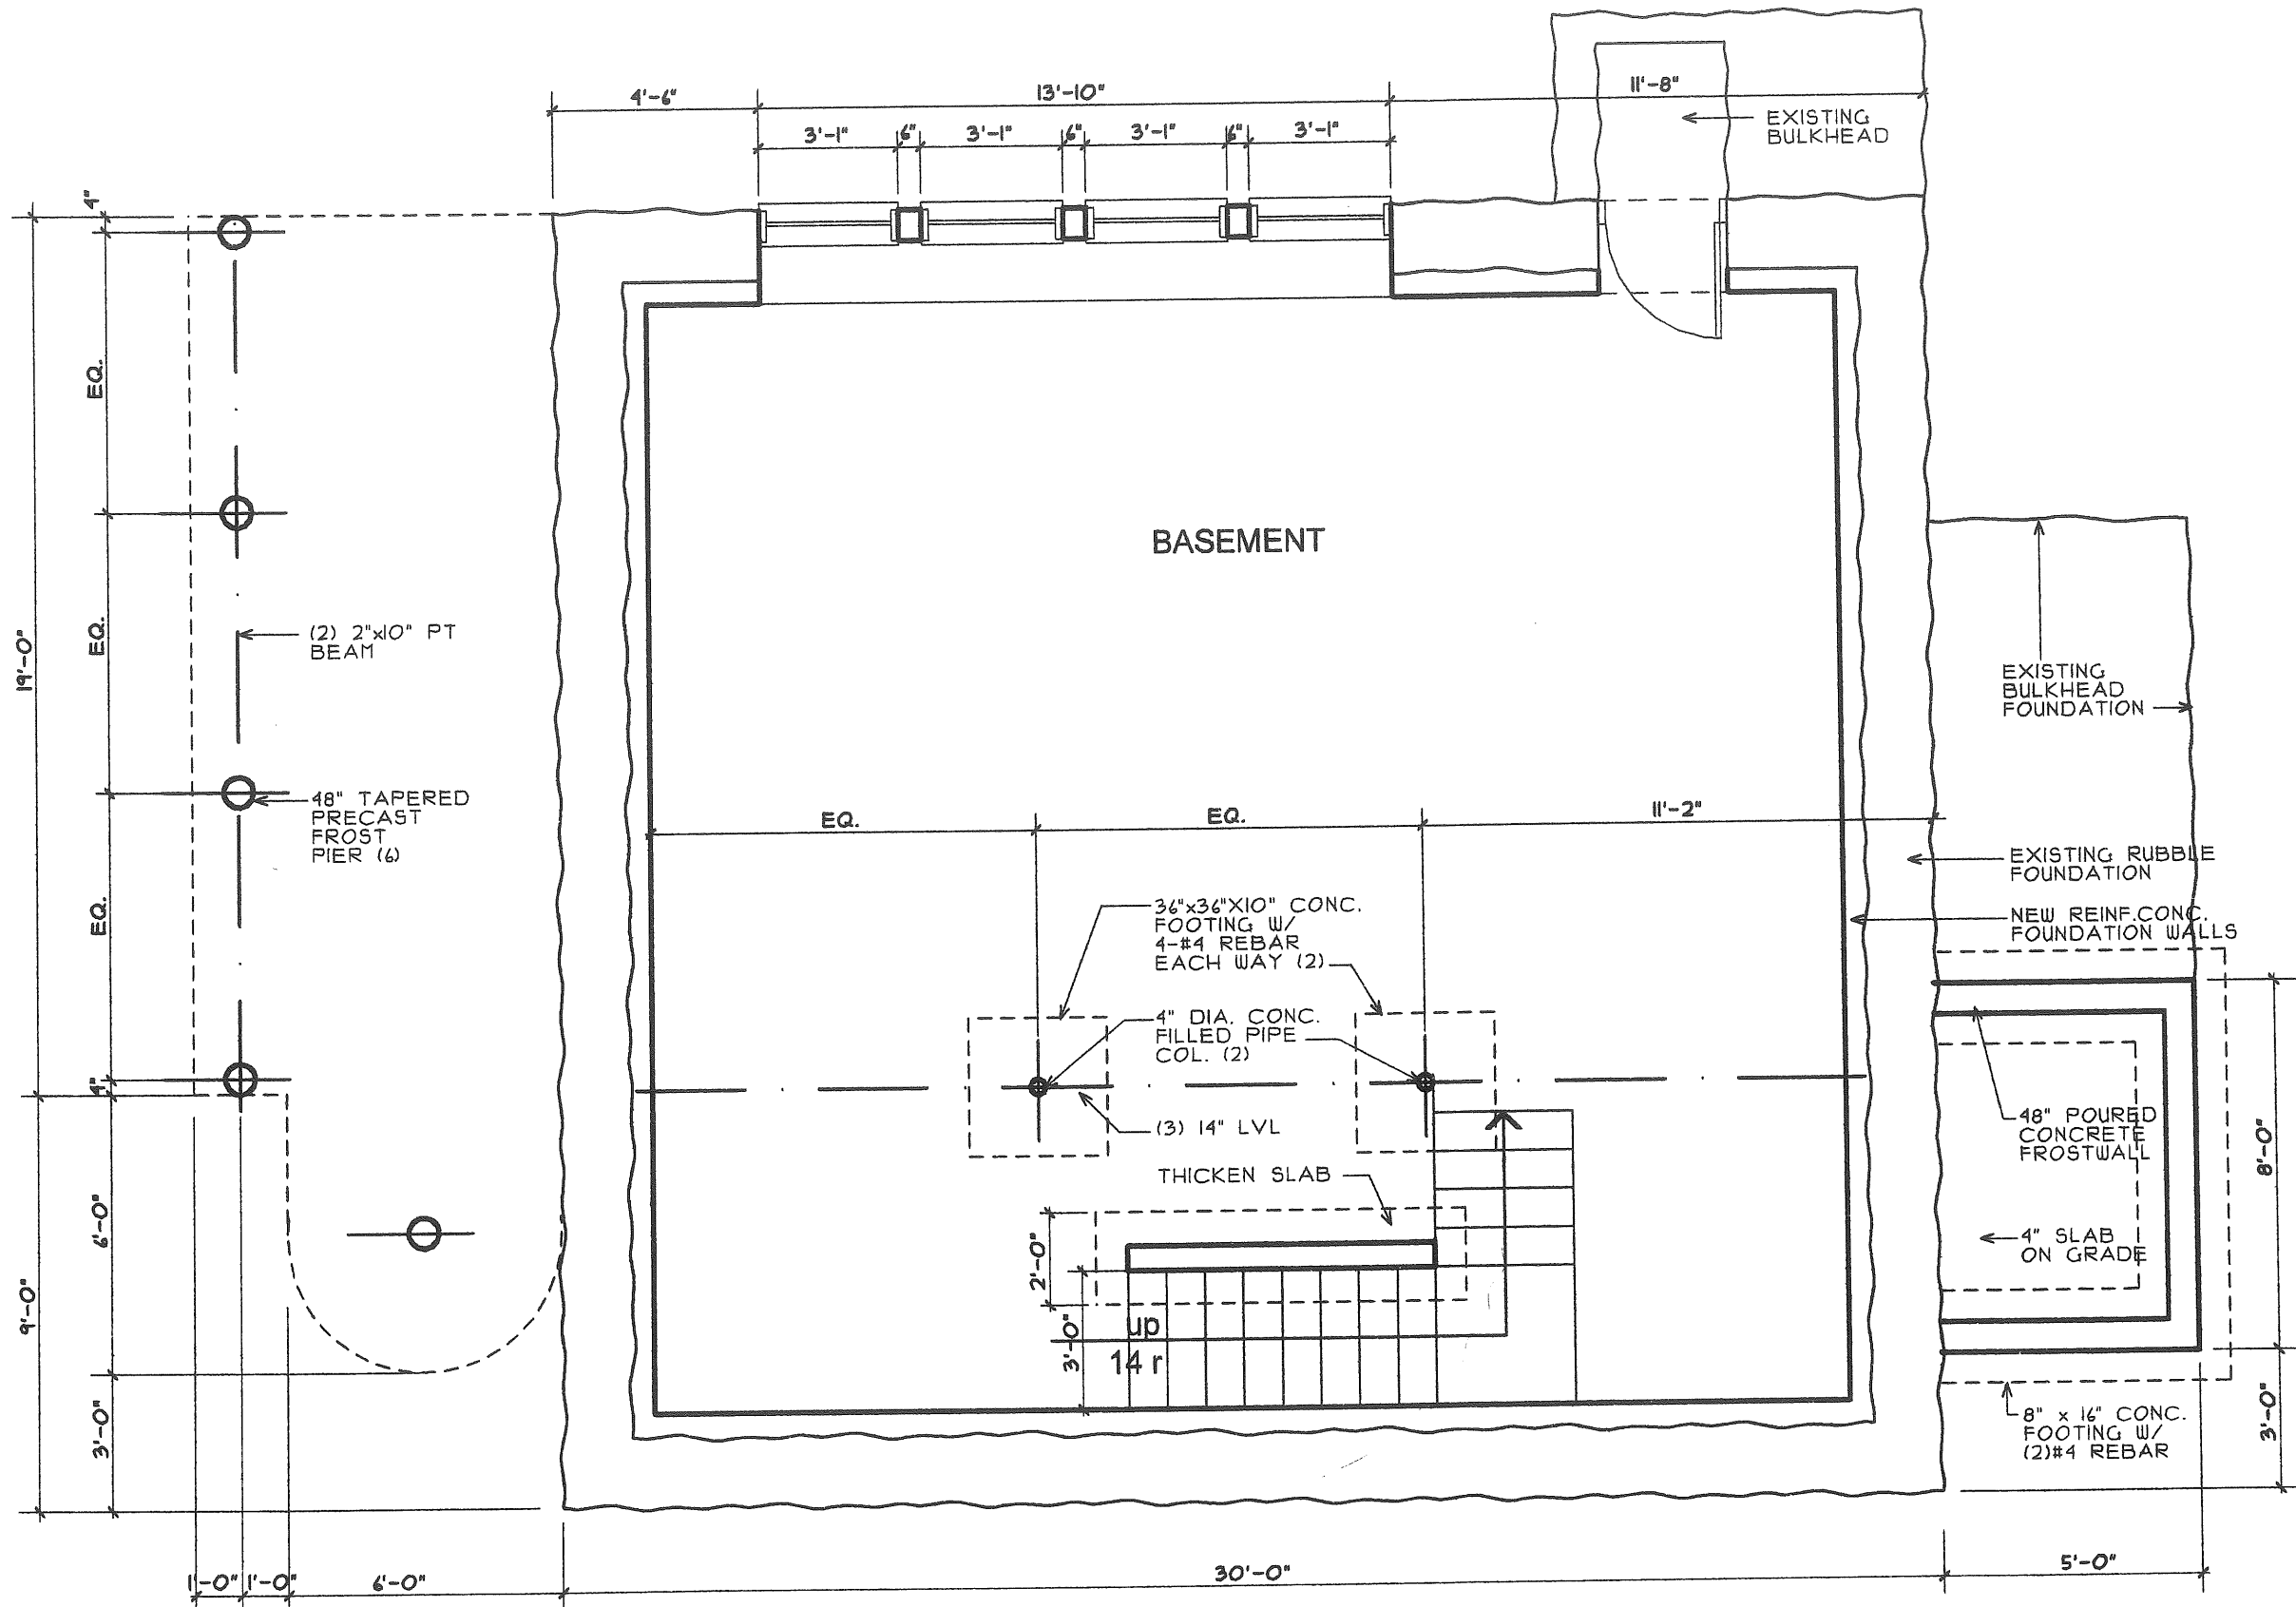 4'-6"
13'-10"
11'-8"
3'-1"
6"
3'-1"
6"
3'-1"
6"
3'-1"
EXISTING
BULKHEAD
4"
EQ.
EQ.
EQ.
4"
19'-0"
9'-0"
6'-0"
3'-0"
BASEMENT
(2) 2"x10" PT
BEAM
48" TAPERED
PRECAST
FROST
PIER (6)
EXISTING
BULKHEAD
FOUNDATION
EQ.
EQ.
11'-2"
EXISTING RUBBLE
FOUNDATION
NEW REINF.CONC.
FOUNDATION WALLS
36"x36"X10" CONC.
FOOTING W/
4-#4 REBAR
EACH WAY (2)
4" DIA. CONC.
FILLED PIPE
COL. (2)
(3) 14" LVL
THICKEN SLAB
2'-0"
3'-0"
up
14 r
48" POURED
CONCRETE
FROSTWALL
4" SLAB
ON GRADE
8'-0"
3'-0"
8" x 16" CONC.
FOOTING W/
(2)#4 REBAR
1'-0"
1'-0"
6'-0"
30'-0"
5'-0"